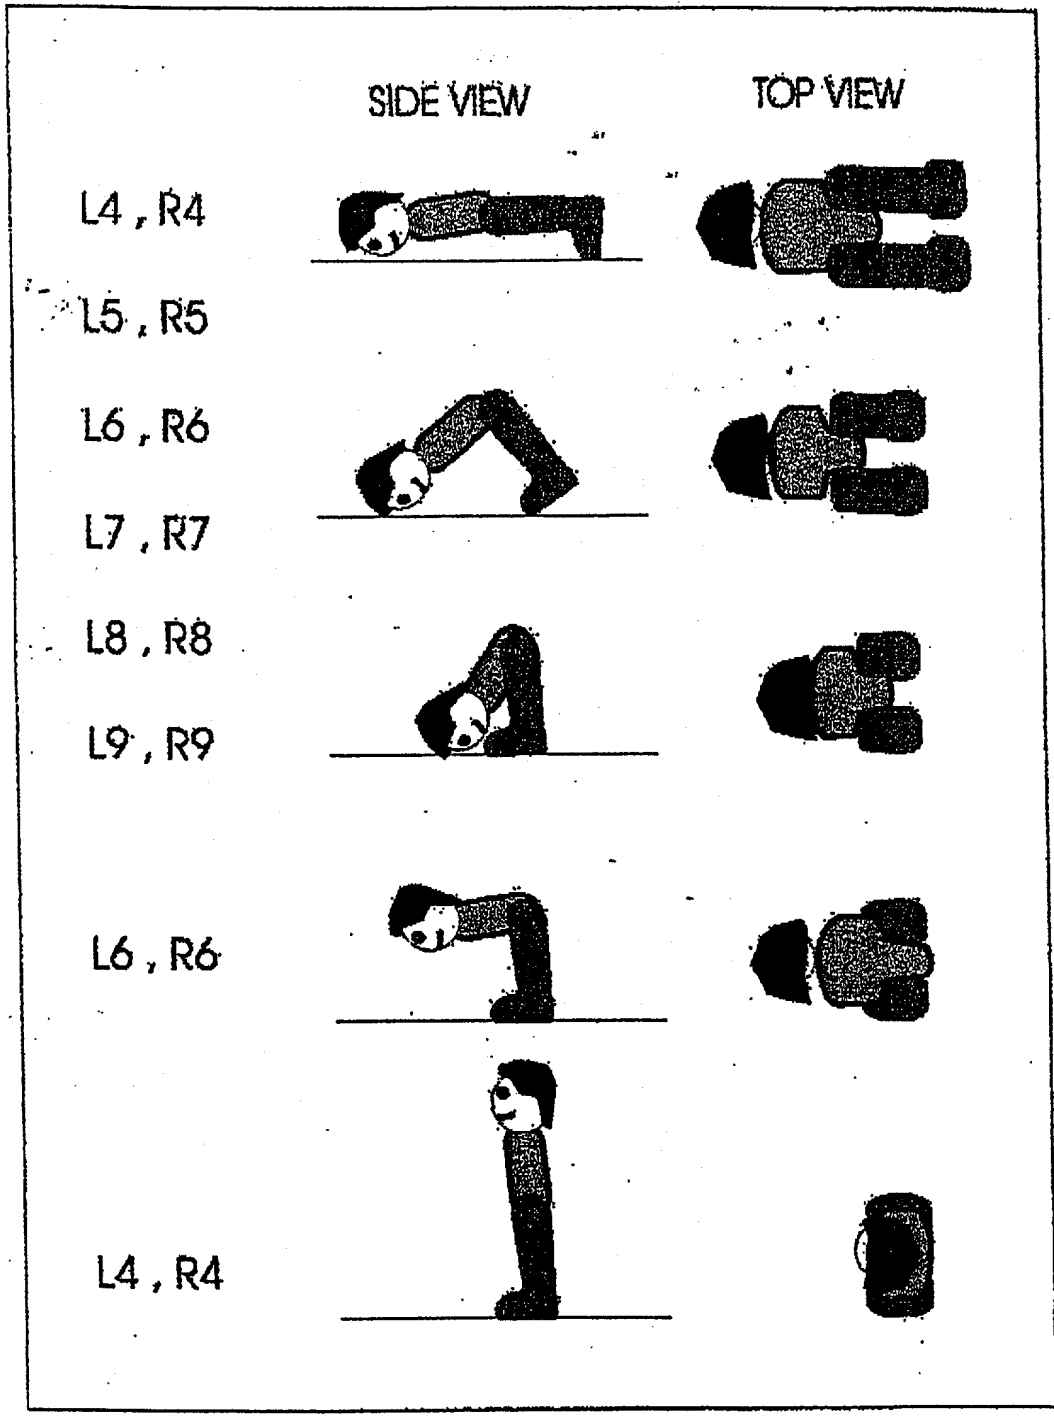 SIDE VIEW TOP VIEW
L4 , R4
L5 , R5
L6 , R6
L7 , R7
L8 , R8
L9 , R9
L6 , R6
L4 , R4